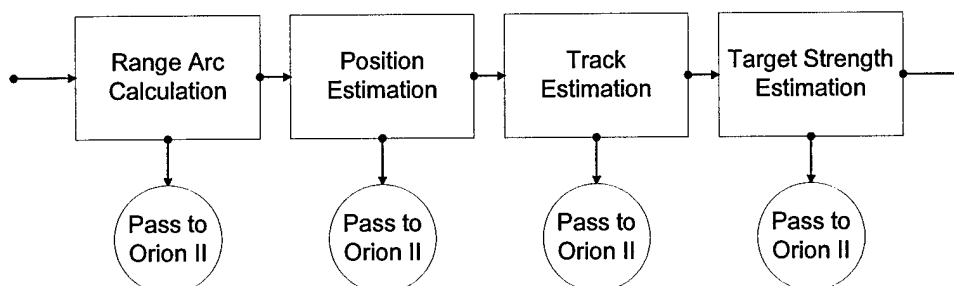 Range Arc
Calculation
Position
Estimation
Track
Estimation
Target Strength
Estimation
Pass to
Orion II
Pass to
Orion II
Pass to
Orion II
Pass to
Orion II